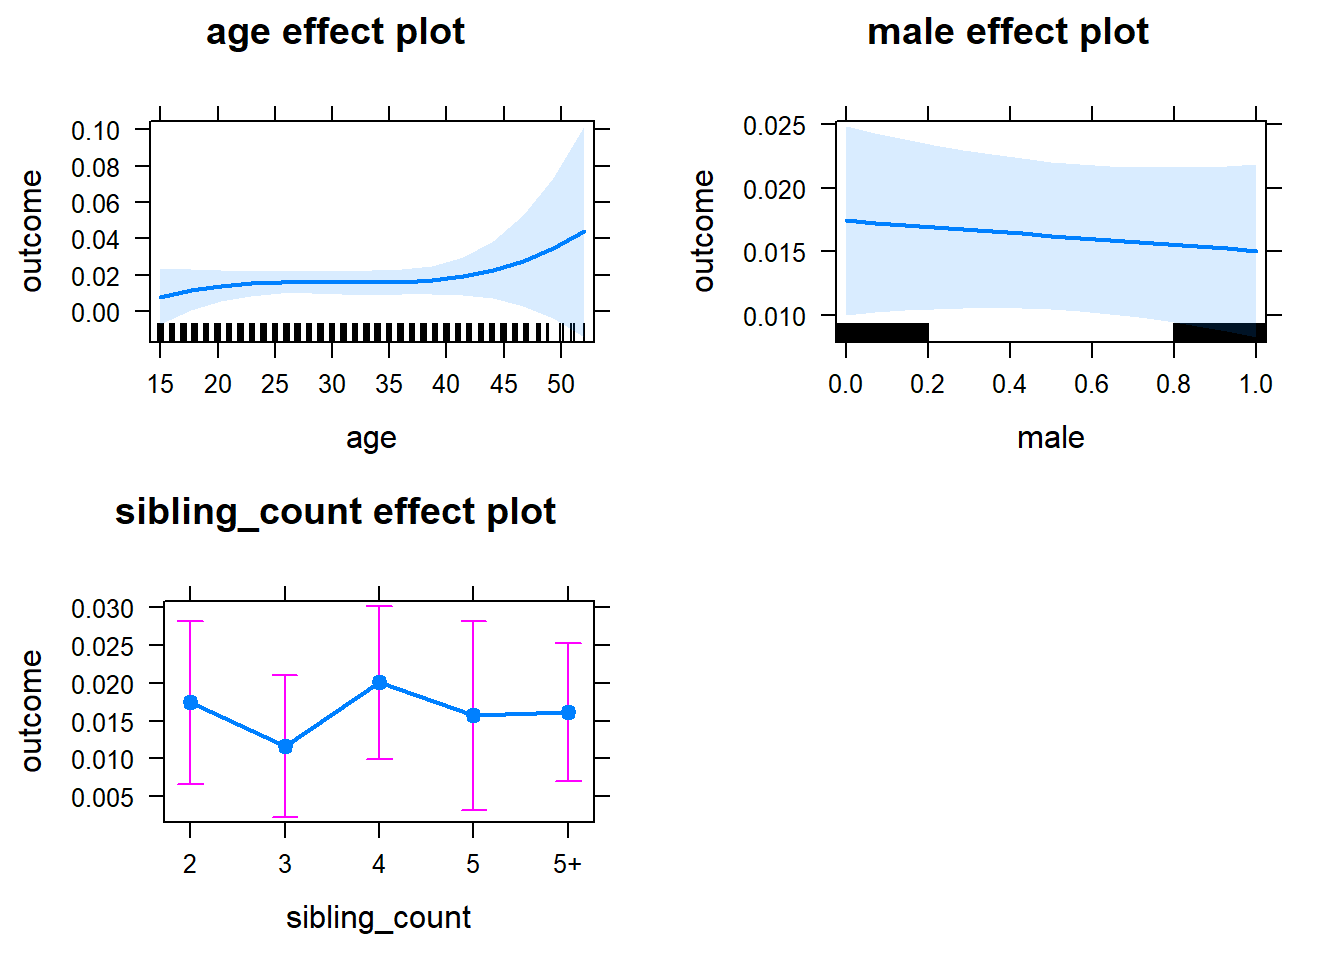 age effect plot
outcome
0.10
0.08
0.06
0.04
0.02
0.00
15 20 25 30 35 40 45 50
age
male effect plot
outcome
0.025
0.020
0.015
0.010
0.0 0.2 0.4 0.6 0.8 1.0
male
sibling_count effect plot
outcome
0.030
0.025
0.020
0.015
0.010
0.005
2 3 4 5 5+
sibling_count